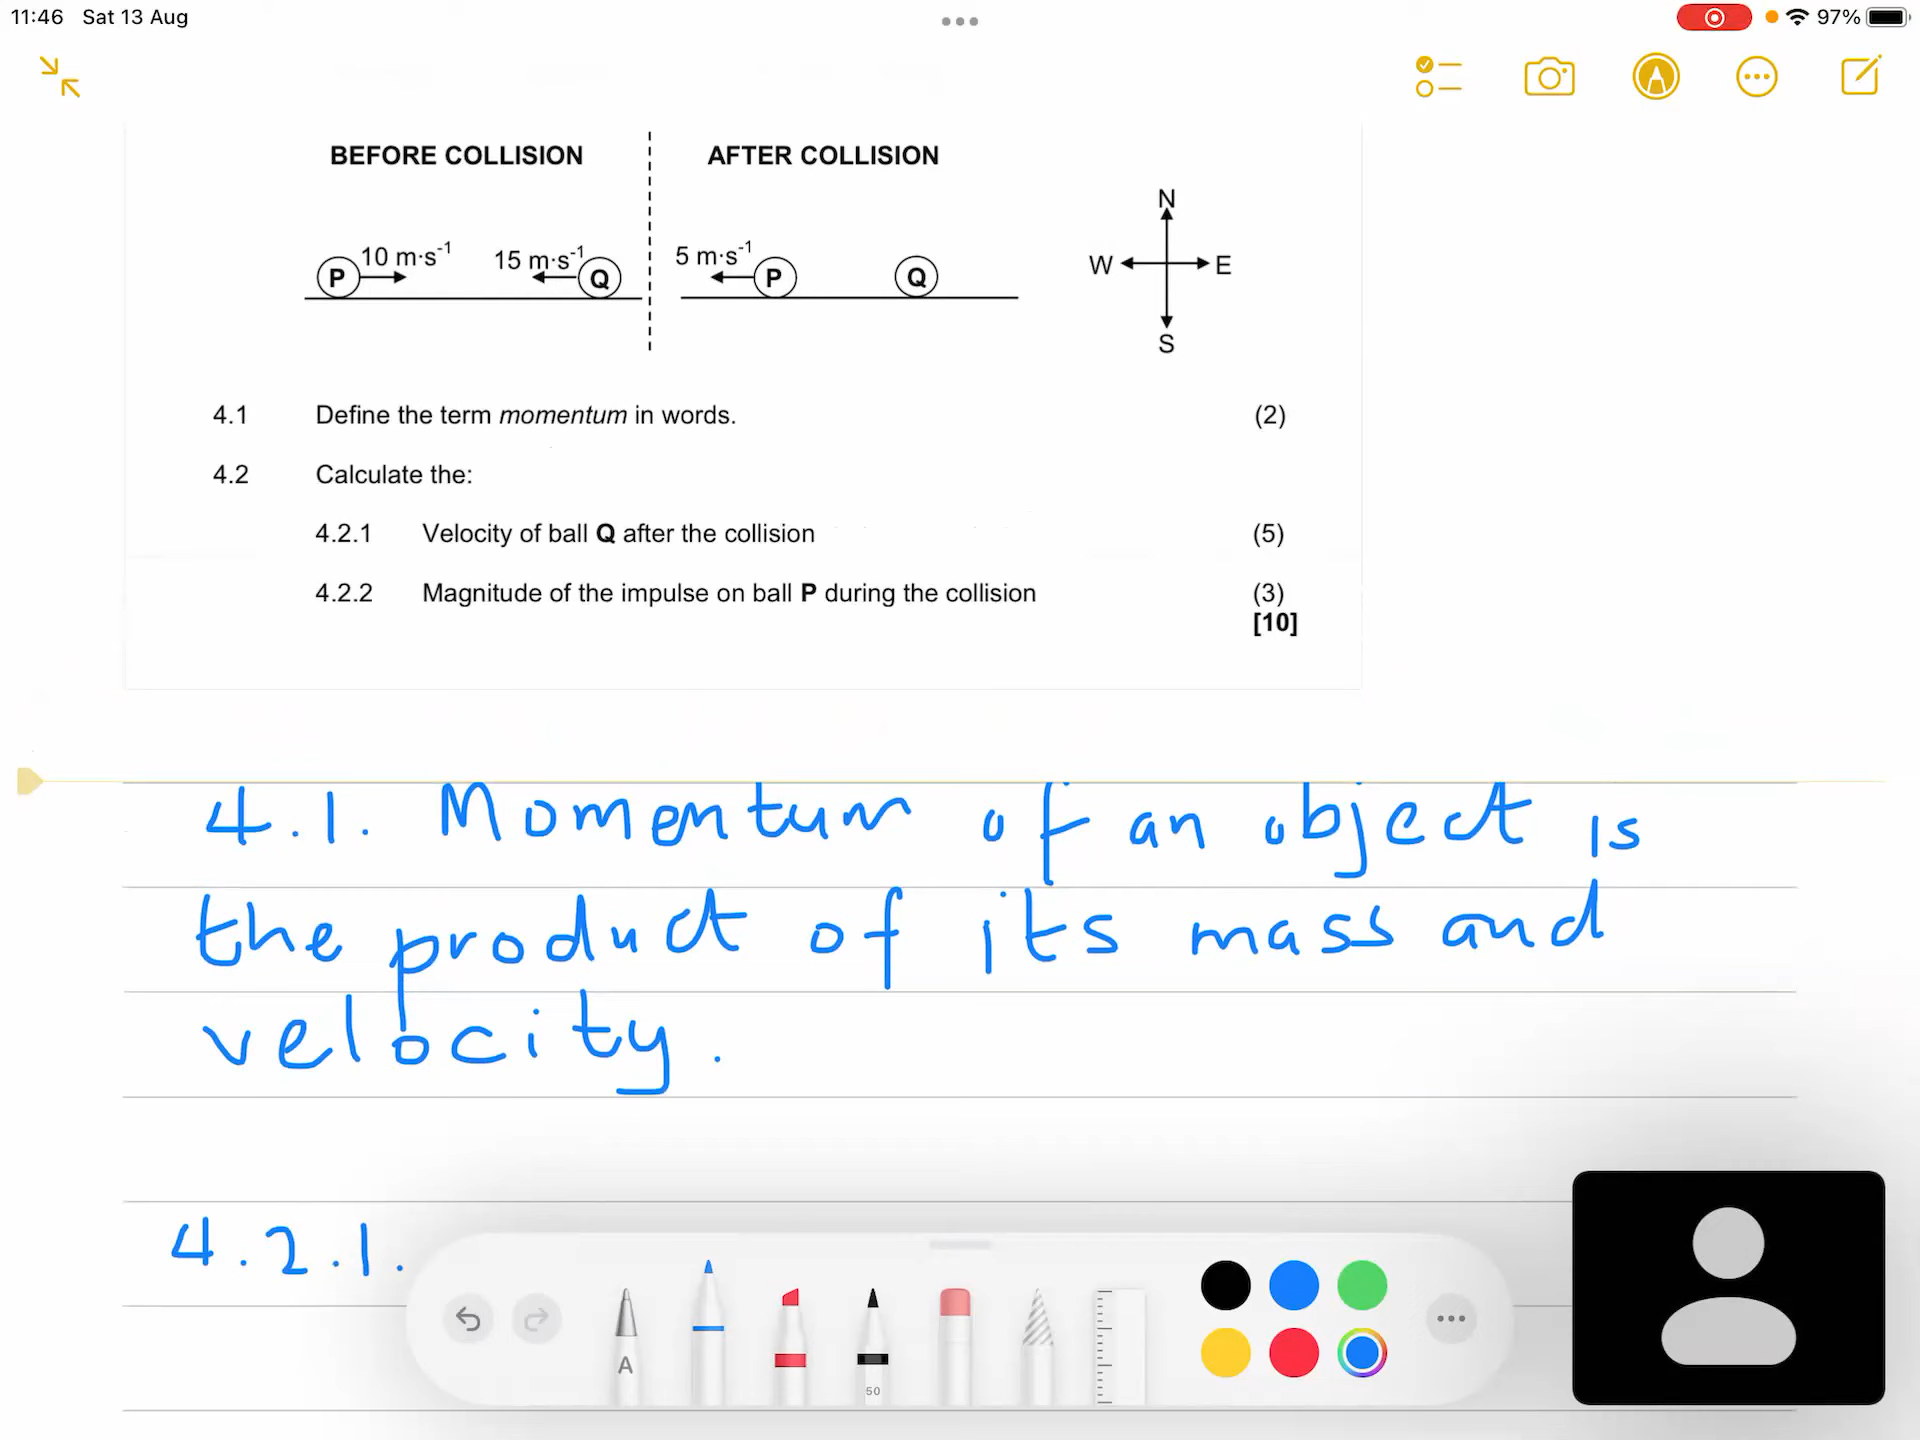 11:46 Sat 13 Aug
97%
BEFORE COLLISION AFTER COLLISION
N
10 m·s⁻¹ 15 m·s⁻¹ 5 m·s⁻¹
W E
P Q P Q
S
4.1 Define the term momentum in words. (2)
4.2 Calculate the:
4.2.1 Velocity of ball Q after the collision (5)
4.2.2 Magnitude of the impulse on ball P during the collision (3)
[10]
4.1. Momentum of an object is
the product of its mass and
velocity.
4.2.1.
A
50